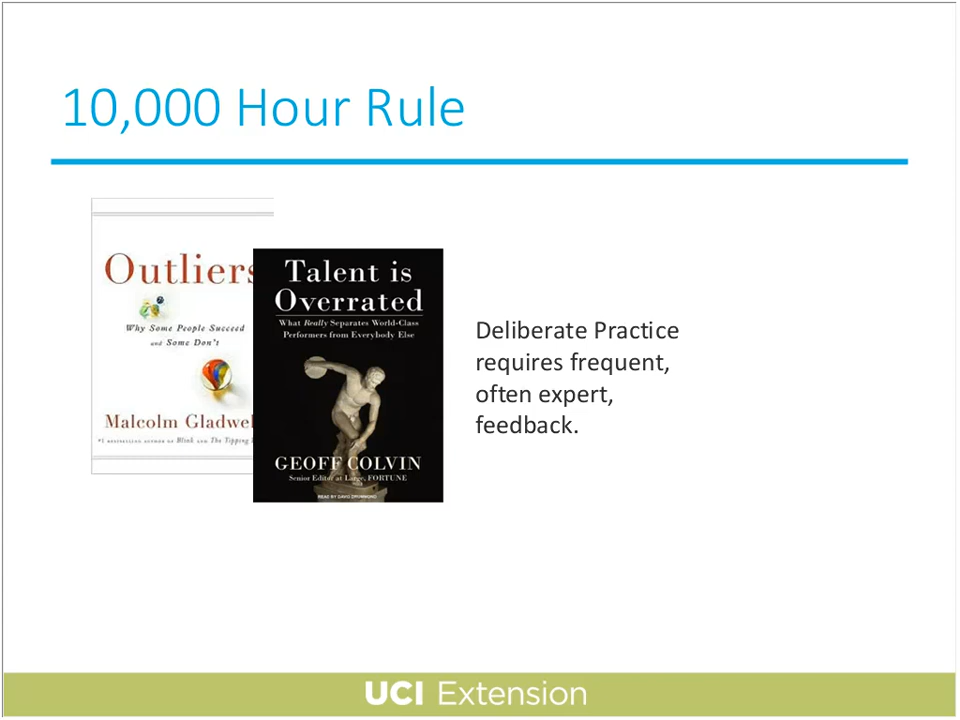 10,000 Hour Rule
Outliers
Why Some People Succeed
and Some Don't
Malcolm Gladwel
#1 BESTSELLING AUTHOR OF Blink AND The Tipping
Talent is
Overrated
What Really Separates World-Class
Performers from Everybody Else
GEOFF COLVIN
Senior Editor at Large, FORTUNE
READ BY DAVID DRUMMOND
Deliberate Practice
requires frequent,
often expert,
feedback.
UCI Extension